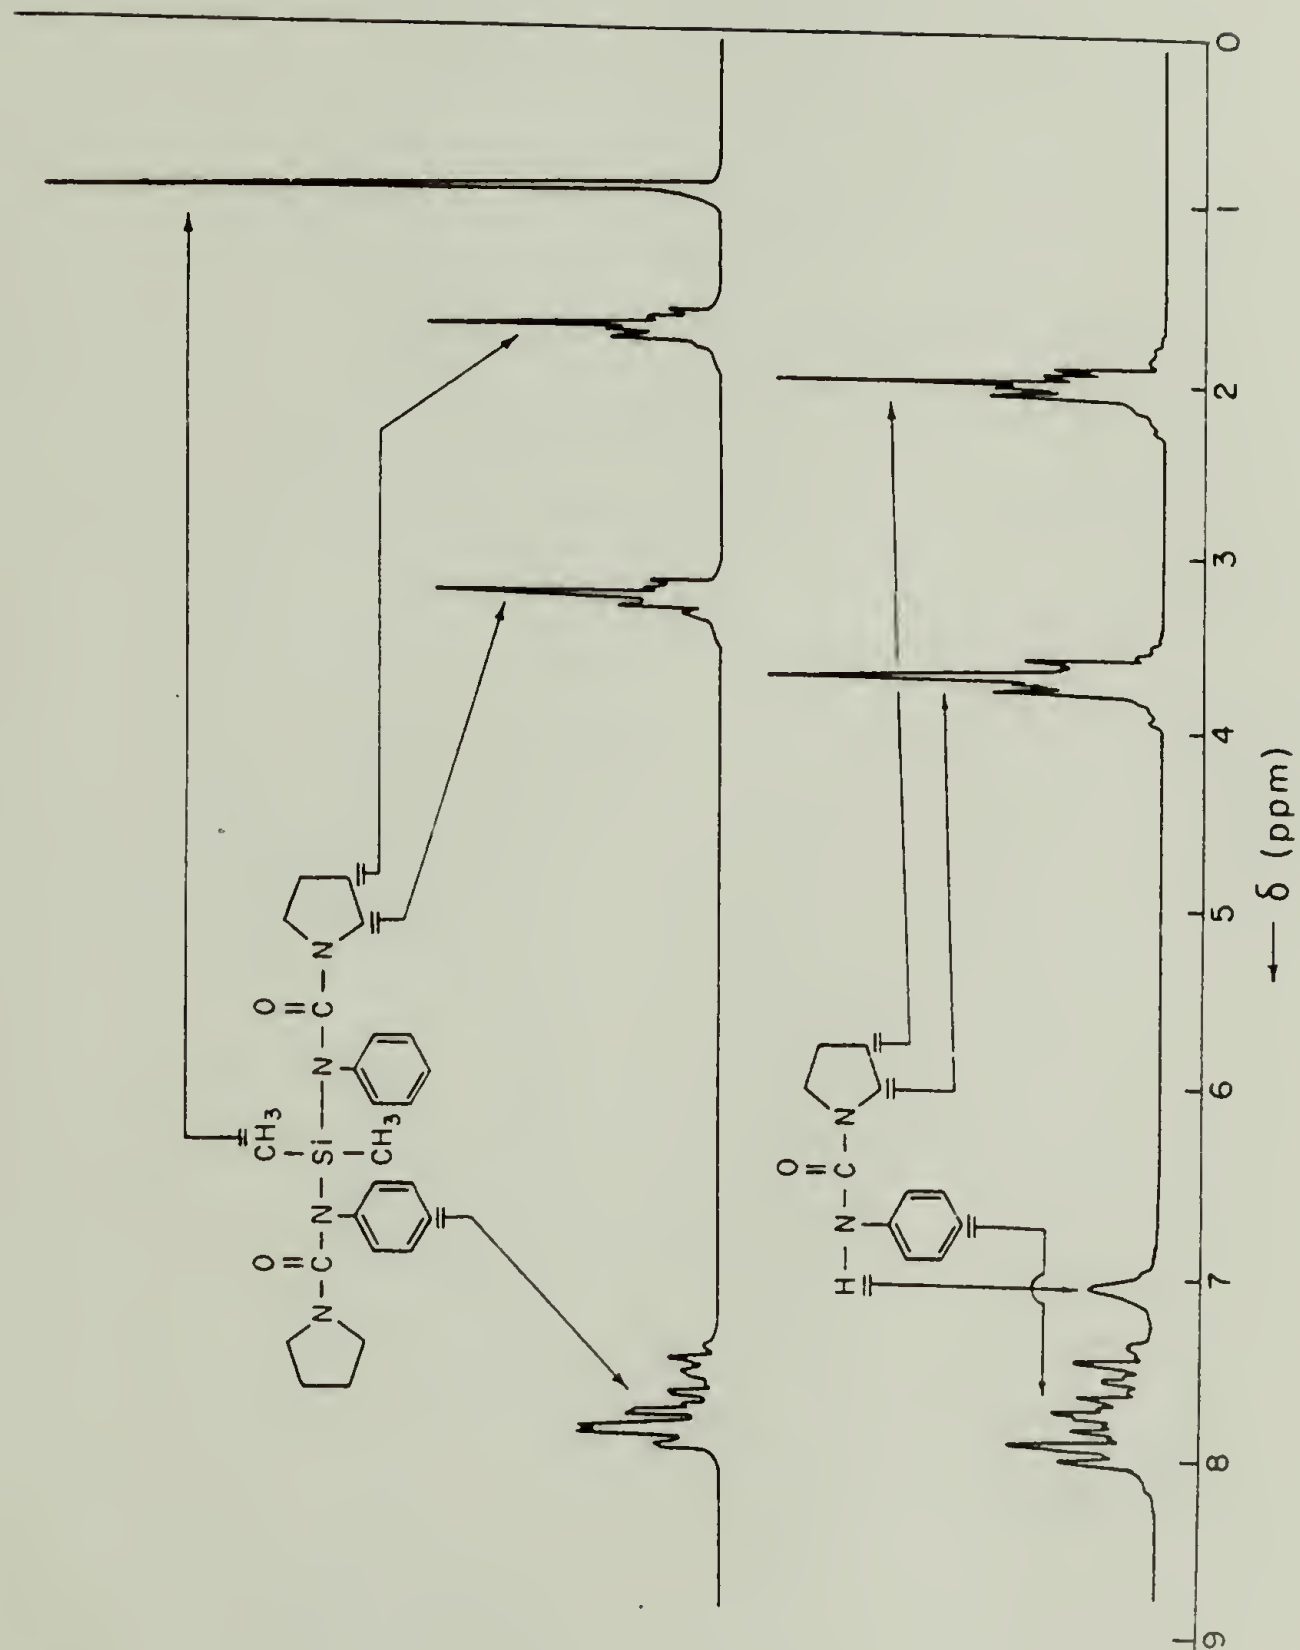 O O
N — C — N — Si — N — C — N
CH3
CH3
O
H — N — C — N
9 8 7 6 5 4 3 2 1 0
← δ (ppm)